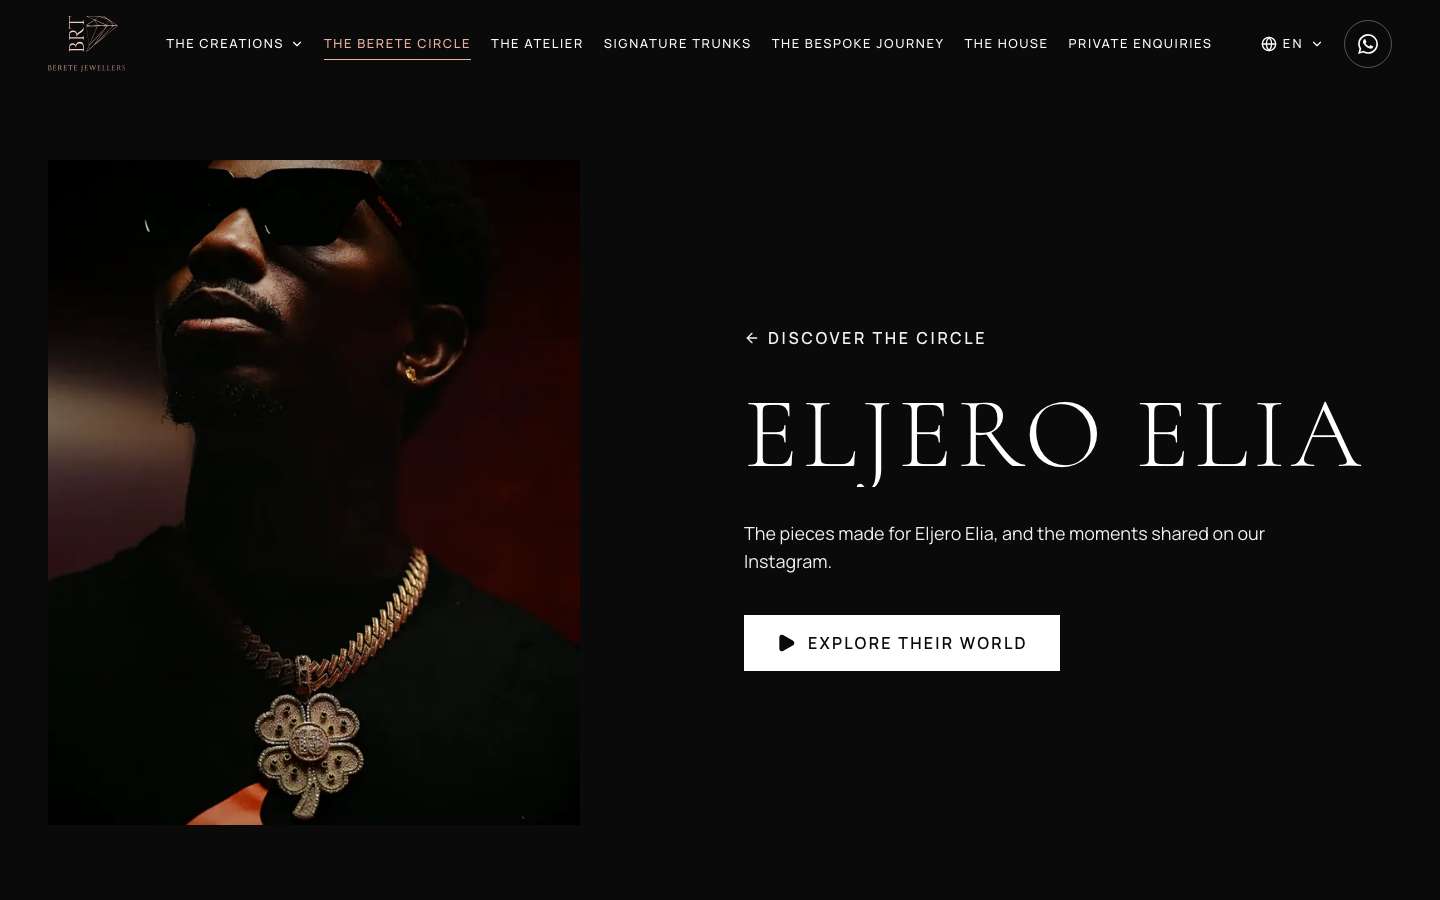 BRT
BERETE JEWELLERS
THE CREATIONS
THE BERETE CIRCLE
THE ATELIER
SIGNATURE TRUNKS
THE BESPOKE JOURNEY
THE HOUSE
PRIVATE ENQUIRIES
EN
← DISCOVER THE CIRCLE
ELJERO ELIA
The pieces made for Eljero Elia, and the moments shared on our
Instagram.
EXPLORE THEIR WORLD